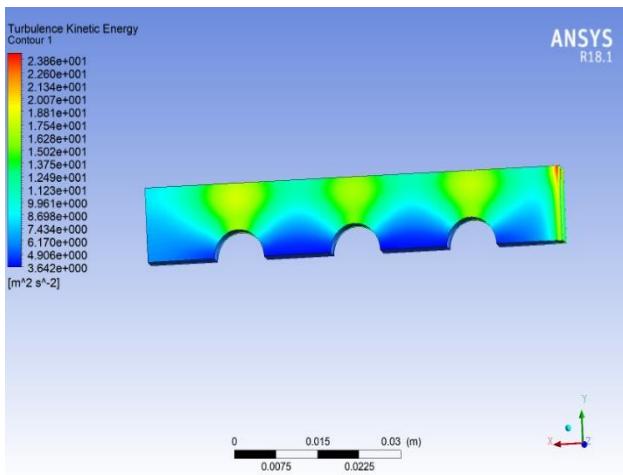 Turbulence Kinetic Energy
Contour 1
2.386e+001
2.260e+001
2.134e+001
2.007e+001
1.881e+001
1.754e+001
1.628e+001
1.502e+001
1.375e+001
1.249e+001
1.123e+001
9.961e+000
8.698e+000
7.434e+000
6.170e+000
4.906e+000
3.642e+000
[m^2 s^-2]
ANSYS
R18.1
0 0.015 0.03 (m)
0.0075 0.0225
Y
X Z